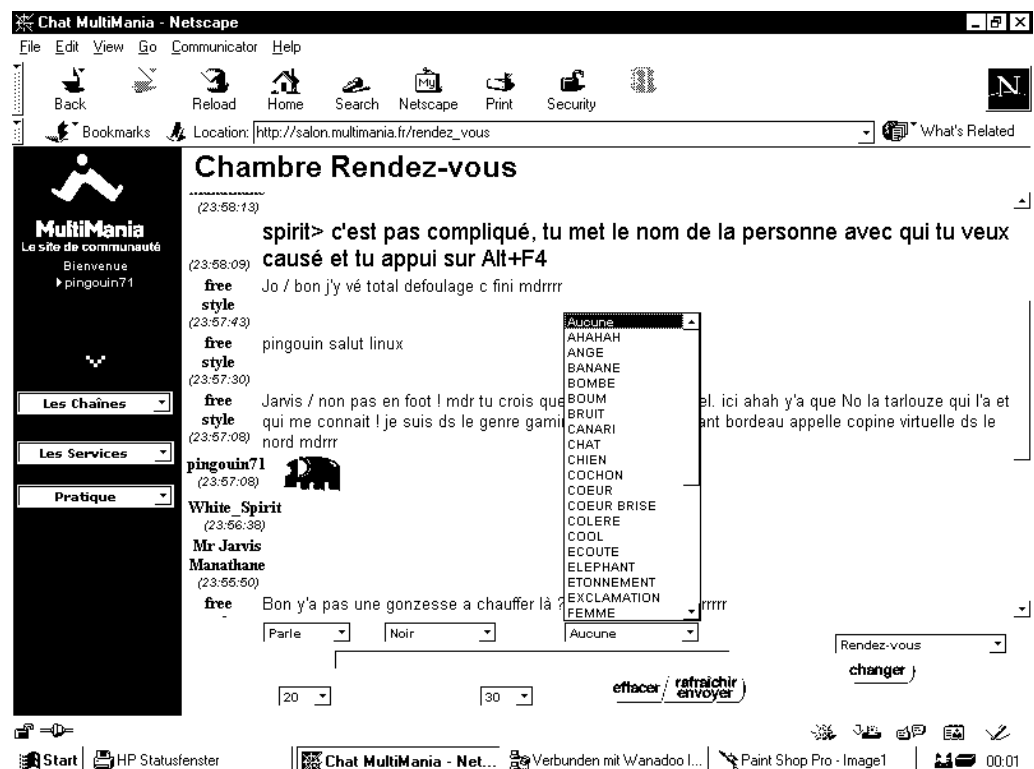 Chat MultiMania - Netscape
File Edit View Go Communicator Help
Back Reload Home Search Netscape Print Security
My
N
Bookmarks Location: http://salon.multimania.fr/rendez_vous What's Related
MultiMania
Le site de communauté
Bienvenue
pingouin71
Les Chaînes
Les Services
Pratique
Chambre Rendez-vous
(23:58:13)
spirit> c'est pas compliqué, tu met le nom de la personne avec qui tu veux
(23:58:09) causé et tu appui sur Alt+F4
free Jo / bon j'y vé total defoulage c fini mdrrrr
style
(23:57:43)
free pingouin salut linux
style
(23:57:30)
free Jarvis / non pas en foot ! mdr tu crois que el. ici ahah y'a que No la tarlouze qui l'a et
style qui me connait ! je suis ds le genre gami ant bordeau appelle copine virtuelle ds le
(23:57:08) nord mdrrr
pingouin71
(23:57:08)
White_Spirit
(23:56:38)
Mr Jarvis
Manathane
(23:55:50)
free Bon y'a pas une gonzesse a chauffer là ? rrrrr
Aucune
AHAHAH
ANGE
BANANE
BOMBE
BOUM
BRUIT
CANARI
CHAT
CHIEN
COCHON
COEUR
COEUR BRISE
COLERE
COOL
ECOUTE
ELEPHANT
ETONNEMENT
EXCLAMATION
FEMME
Parle Noir Aucune
Rendez-vous
changer
20 30 effacer rafraichir
envoyer
Start HP Statusfenster Chat MultiMania - Net... Verbunden mit Wanadoo I... Paint Shop Pro - Image1 00:01